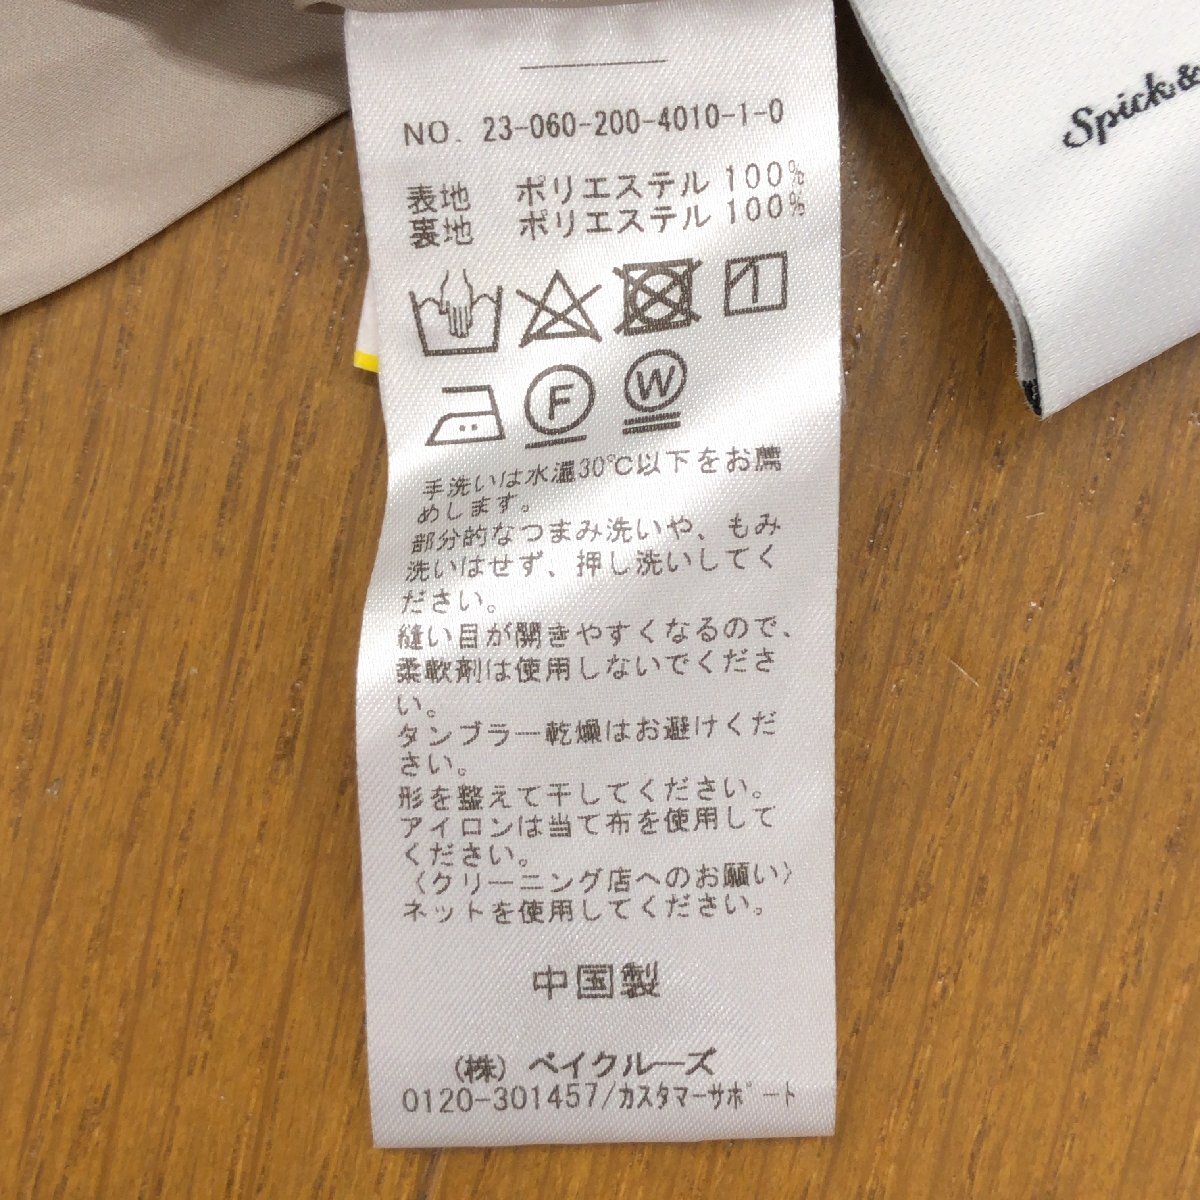 Spick&
NO. 23-060-200-4010-1-0
表地 ポリエステル 100%
裏地 ポリエステル 100%
F
W
手洗いは水温30℃以下をお薦
めします。
部分的なつまみ洗いや、もみ
洗いはせず、押し洗いしてく
ださい。
縫い目が開きやすくなるので、
柔軟剤は使用しないでくださ
い。
タンブラー乾燥はお避けくだ
さい。
形を整えて干してください。
アイロンは当て布を使用して
ください。
〈クリーニング店へのお願い〉
ネットを使用してください。
中国製
(株) ベイクルーズ
0120-301457/カスタマーサポート